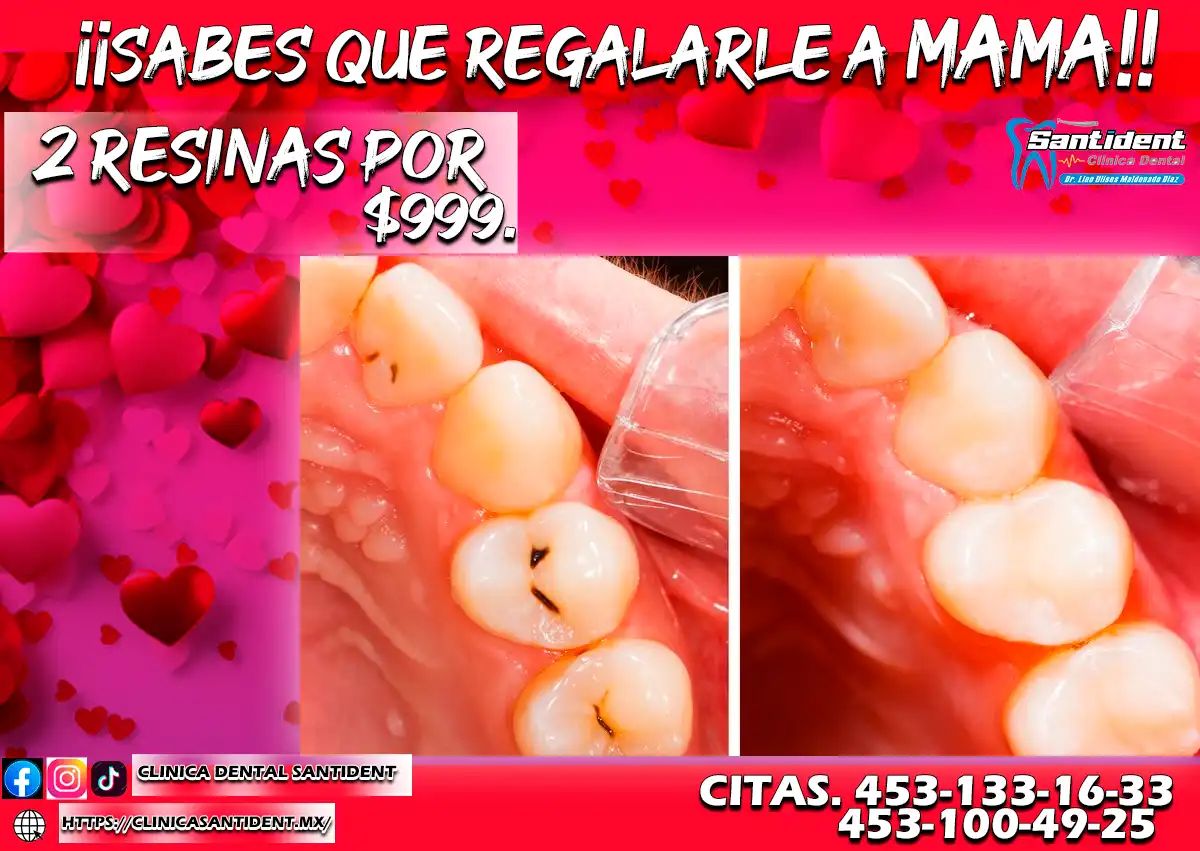 ¡¡SABES QUE REGALARLE A MAMA!!
2 RESINAS POR
$999.
Santident
Clinica Dental
Dr. Lino Ulises Maldonado Díaz
CLINICA DENTAL SANTIDENT
HTTPS://CLINICASANTIDENT.MX/
CITAS. 453-133-16-33
453-100-49-25